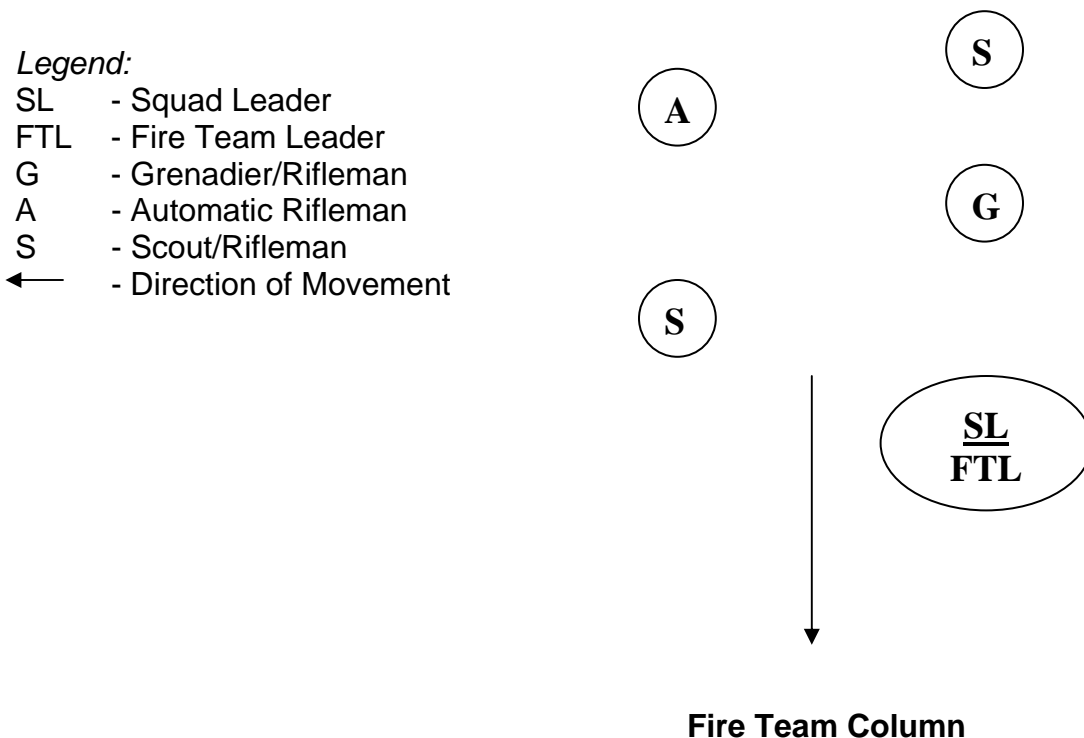 Legend:
SL - Squad Leader
FTL - Fire Team Leader
G - Grenadier/Rifleman
A - Automatic Rifleman
S - Scout/Rifleman
- Direction of Movement
S
A
G
S
SL
FTL
Fire Team Column